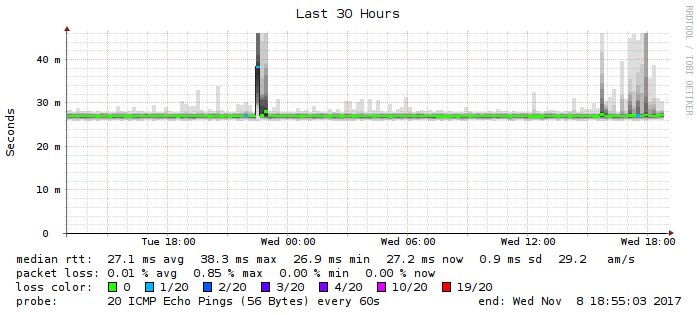 Last 30 Hours
RRDTOOL / TOBI OETIKER
Seconds
40 m
30 m
20 m
10 m
0
Tue 18:00 Wed 00:00 Wed 06:00 Wed 12:00 Wed 18:00
median rtt: 27.1 ms avg 38.3 ms max 26.9 ms min 27.2 ms now 0.9 ms sd 29.2 am/s
packet loss: 0.01 % avg 0.85 % max 0.00 % min 0.00 % now
loss color: 0 1/20 2/20 3/20 4/20 10/20 19/20
probe: 20 ICMP Echo Pings (56 Bytes) every 60s end: Wed Nov 8 18:55:03 2017